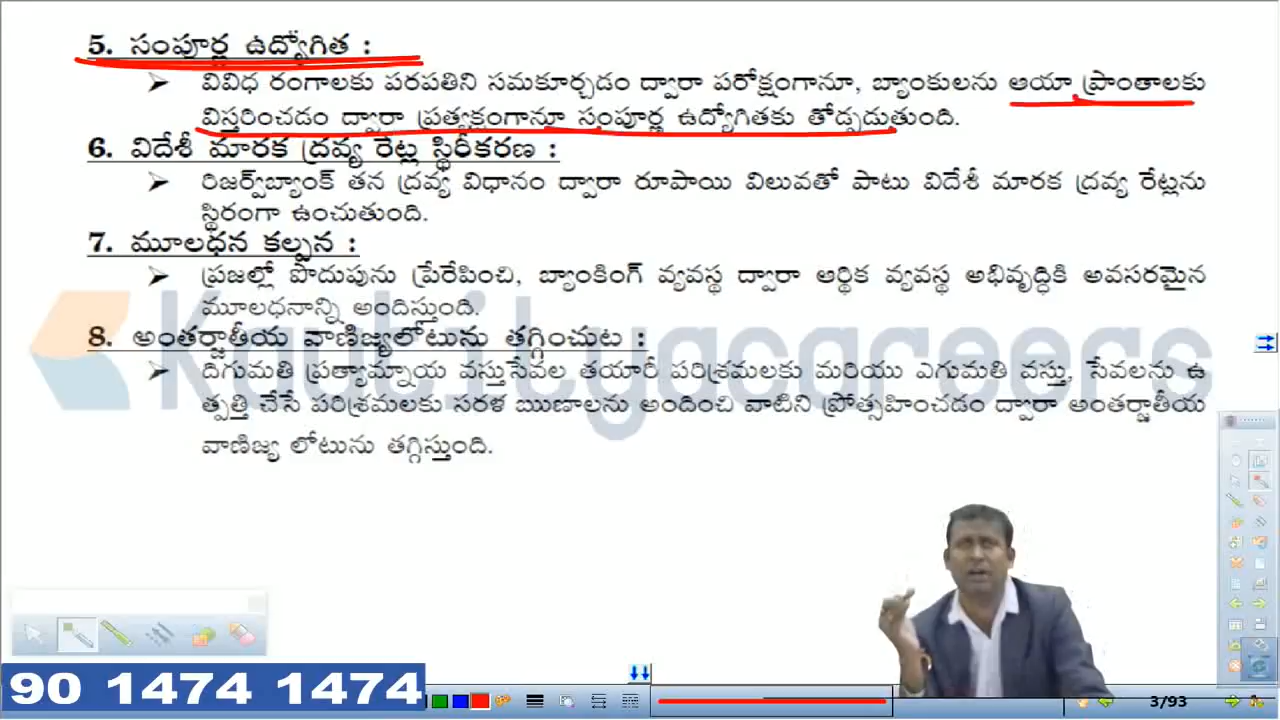 5. సంపూర్ణ ఉద్యోగిత :
➢ వివిధ రంగాలకు పరపతిని సమకూర్చడం ద్వారా పరోక్షంగానూ, బ్యాంకులను ఆయా ప్రాంతాలకు
విస్తరించడం ద్వారా ప్రత్యక్షంగానూ సంపూర్ణ ఉద్యోగితకు తోడ్పడుతుంది.
6. విదేశీ మారక ద్రవ్య రేట్ల స్థిరీకరణ :
➢ రిజర్వ్‌బ్యాంక్ తన ద్రవ్య విధానం ద్వారా రూపాయి విలువతో పాటు విదేశీ మారక ద్రవ్య రేట్లను
స్థిరంగా ఉంచుతుంది.
7. మూలధన కల్పన :
➢ ప్రజల్లో పొదుపును ప్రేరేపించి, బ్యాంకింగ్ వ్యవస్థ ద్వారా ఆర్థిక వ్యవస్థ అభివృద్ధికి అవసరమైన
మూలధనాన్ని అందిస్తుంది.
8. అంతర్జాతీయ వాణిజ్యలోటును తగ్గించుట :
➢ దిగుమతి ప్రత్యామ్నాయ వస్తుసేవల తయారీ పరిశ్రమలకు మరియు ఎగుమతి వస్తు, సేవలను ఉ
త్పత్తి చేసే పరిశ్రమలకు సరళ ఋణాలను అందించి వాటిని ప్రోత్సహించడం ద్వారా అంతర్జాతీయ
వాణిజ్య లోటును తగ్గిస్తుంది.
Kautilyacareers
90 1474 1474
3/93